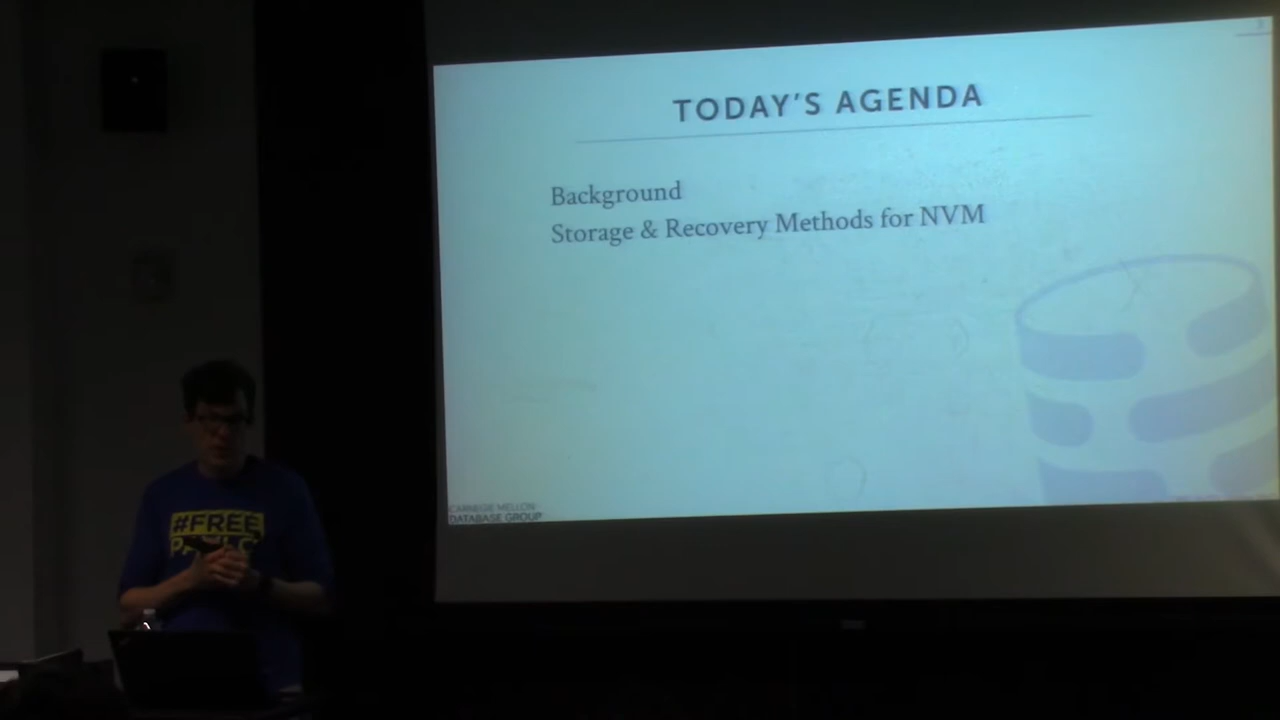 TODAY'S AGENDA
Background
Storage & Recovery Methods for NVM
CARNEGIE MELLON
DATABASE GROUP
#FREE